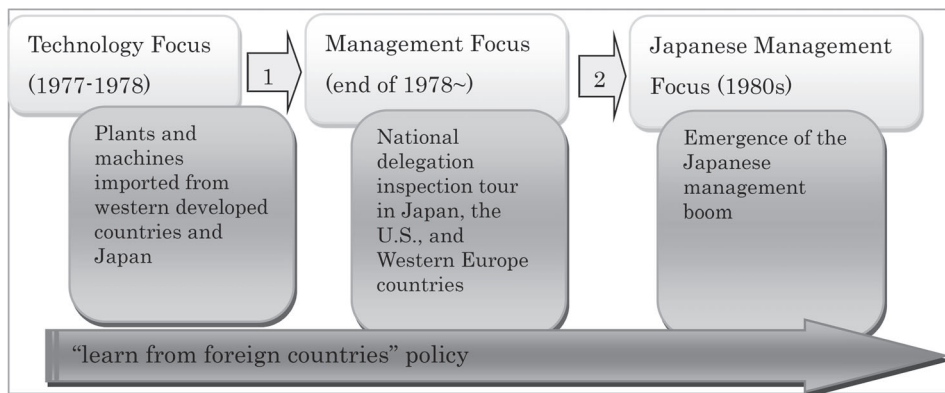 Technology Focus
(1977-1978)
1
Management Focus
(end of 1978~)
2
Japanese Management
Focus (1980s)
Plants and
machines
imported from
western developed
countries and
Japan
National
delegation
inspection tour
in Japan, the
U.S., and
Western Europe
countries
Emergence of the
Japanese
management
boom
“learn from foreign countries” policy